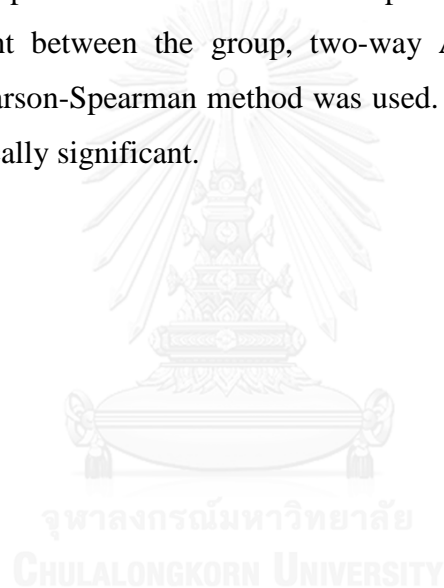 nt between the group, two-way
arson-Spearman method was used.
ally significant.
จุฬาลงกรณ์มหาวิทยาลัย
CHULALONGKORN UNIVERSITY